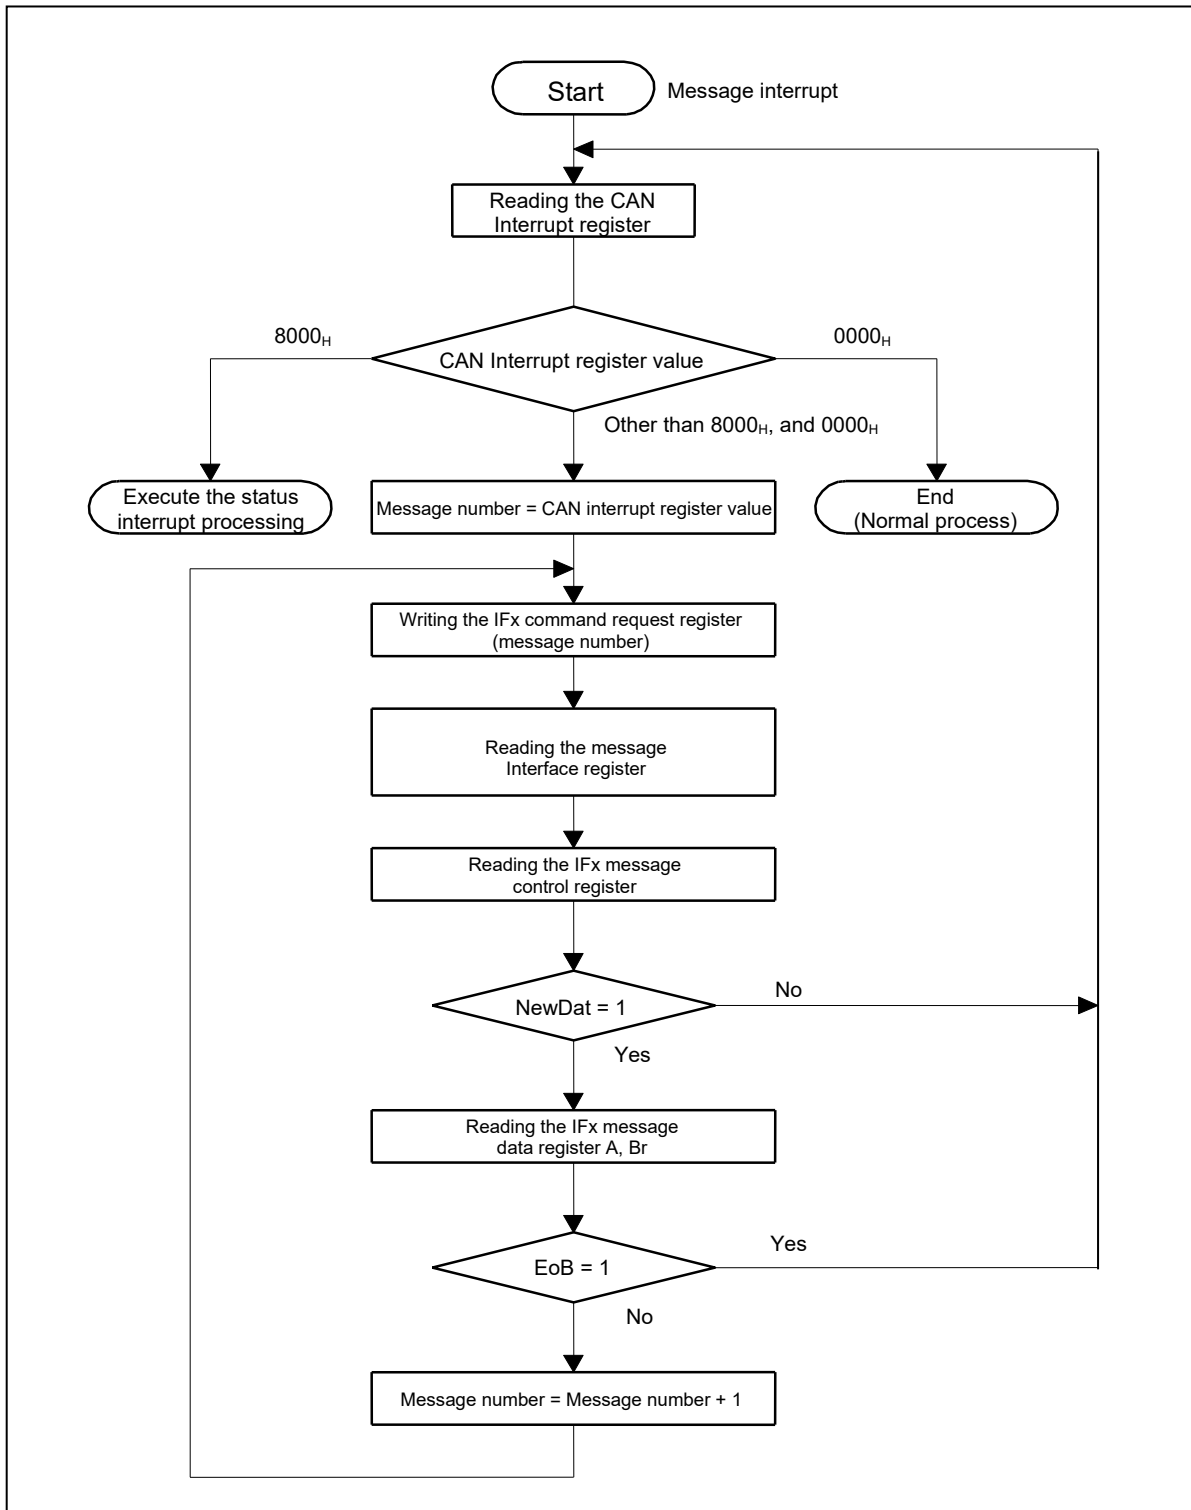 Start
Message interrupt
Reading the CAN
Interrupt register
8000H
0000H
CAN Interrupt register value
Other than 8000H, and 0000H
Execute the status
interrupt processing
Message number = CAN interrupt register value
End
(Normal process)
Writing the IFx command request register
(message number)
Reading the message
Interface register
Reading the IFx message
control register
NewDat = 1
No
Yes
Reading the IFx message
data register A, Br
EoB = 1
Yes
No
Message number = Message number + 1